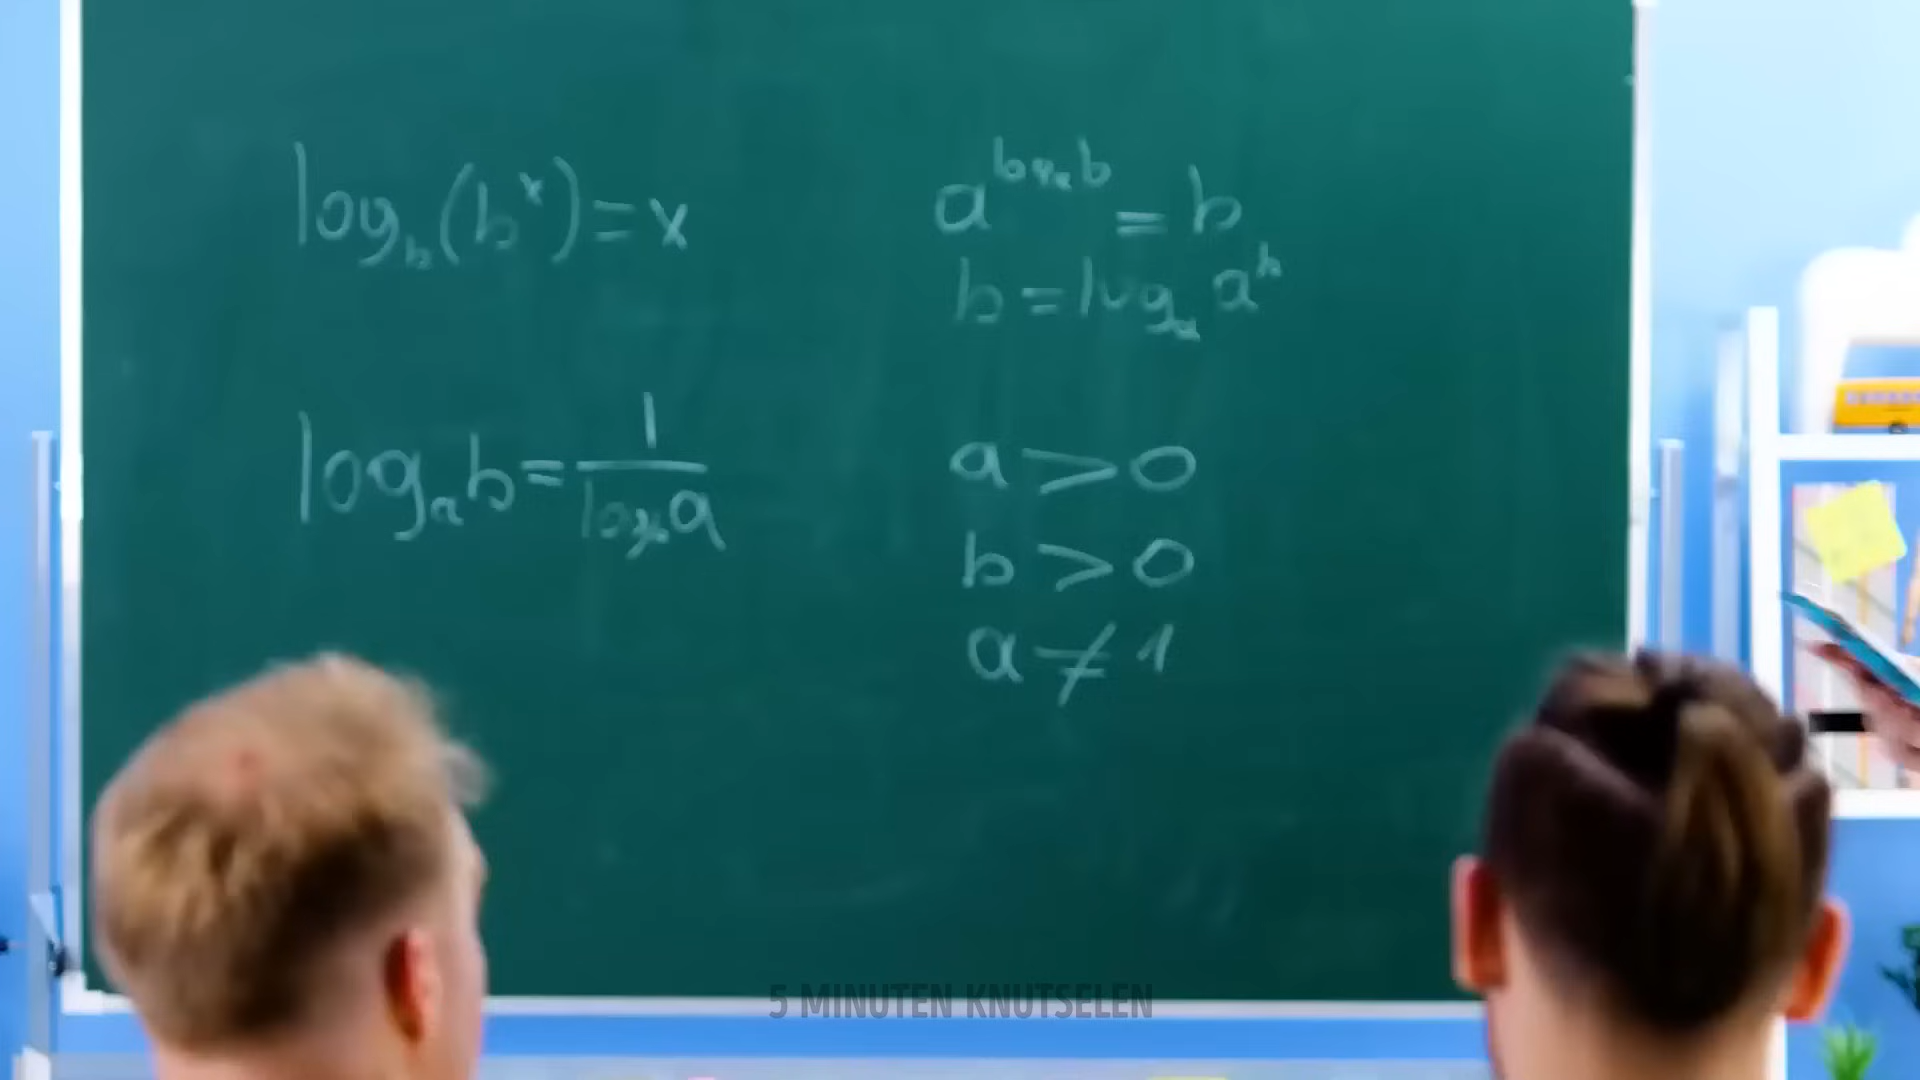 log_b(b^x)=x
log_a b=1/log_b a
a^{log_a b}=b
b=log_a a^b
a>0
b>0
a≠1
5 MINUTEN KNUTSELEN